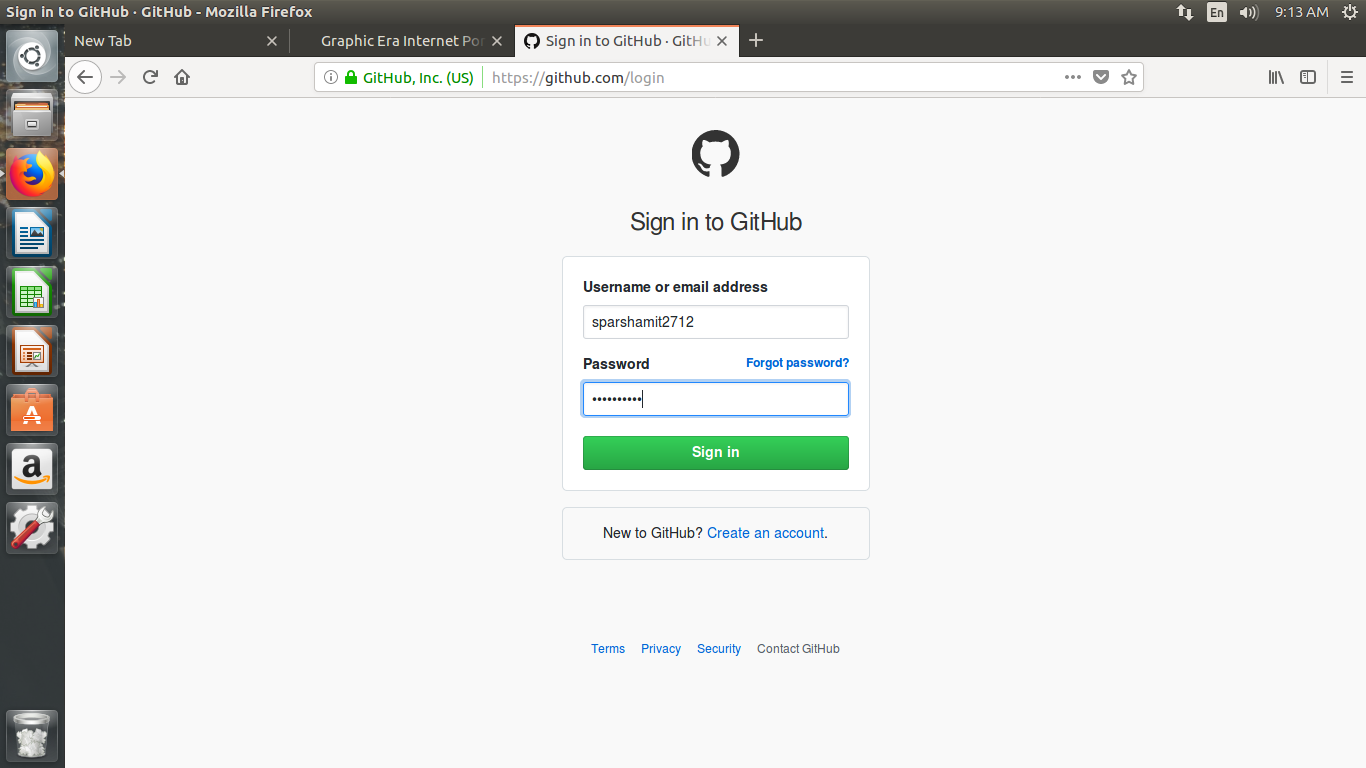 Sign in to GitHub · GitHub - Mozilla Firefox
En
9:13 AM
New Tab
Graphic Era Internet Por
Sign in to GitHub · GitHu
GitHub, Inc. (US)
https://github.com/login
Sign in to GitHub
Username or email address
sparshamit2712
Password
Forgot password?
••••••••••
Sign in
New to GitHub? Create an account.
Terms
Privacy
Security
Contact GitHub